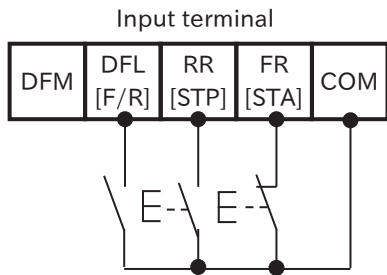 Input terminal
DFM
DFL
[F/R]
RR
[STP]
FR
[STA]
COM